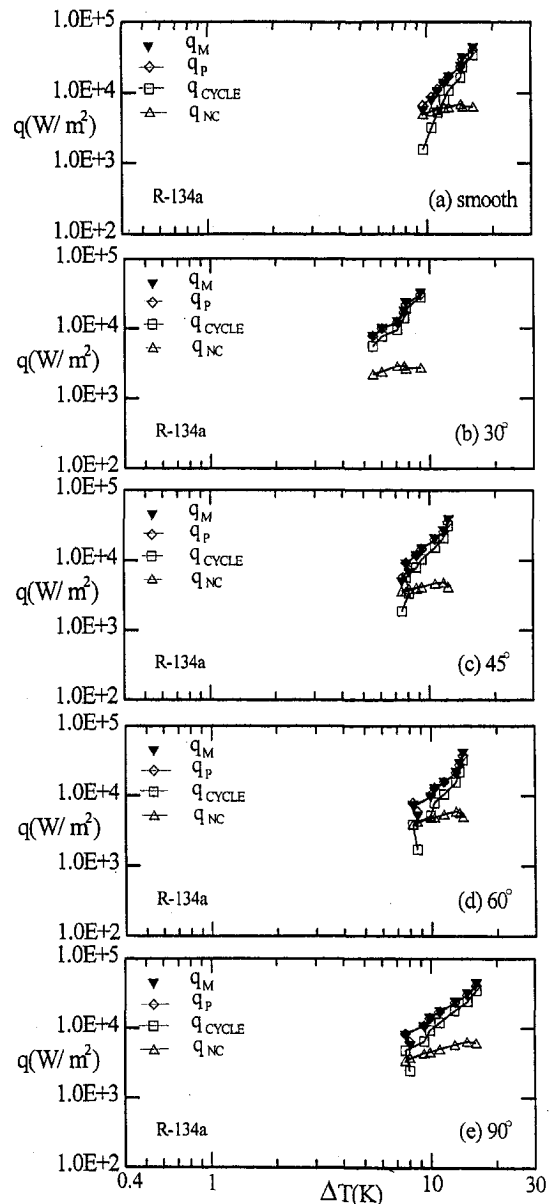 1.0E+5
q_M
q_P
1.0E+4
q_CYCLE
q(W/m²)
q_NC
1.0E+3
R-134a
(a) smooth
1.0E+2
1.0E+5
q_M
q_P
1.0E+4
q_CYCLE
q(W/m²)
q_NC
1.0E+3
R-134a
(b) 30°
1.0E+2
1.0E+5
q_M
q_P
1.0E+4
q_CYCLE
q(W/m²)
q_NC
1.0E+3
R-134a
(c) 45°
1.0E+2
1.0E+5
q_M
q_P
1.0E+4
q_CYCLE
q(W/m²)
q_NC
1.0E+3
R-134a
(d) 60°
1.0E+2
1.0E+5
q_M
q_P
1.0E+4
q_CYCLE
q(W/m²)
q_NC
1.0E+3
R-134a
(e) 90°
1.0E+2
0.4 1 10 30
ΔT(K)